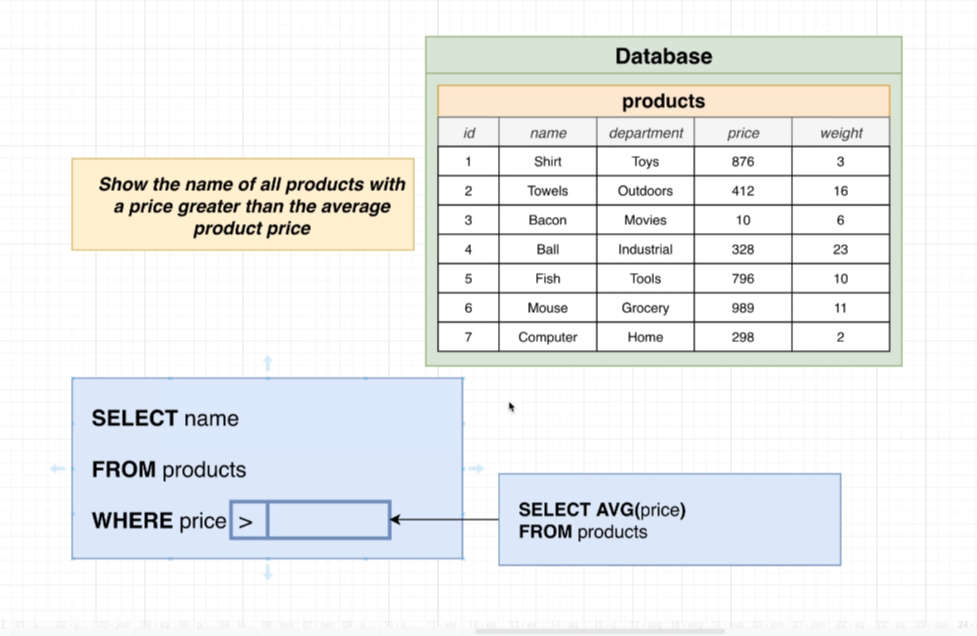 Database
products
id name department price weight
1 Shirt Toys 876 3
2 Towels Outdoors 412 16
3 Bacon Movies 10 6
4 Ball Industrial 328 23
5 Fish Tools 796 10
6 Mouse Grocery 989 11
7 Computer Home 298 2
Show the name of all products with
a price greater than the average
product price
SELECT name
FROM products
WHERE price >
SELECT AVG(price)
FROM products